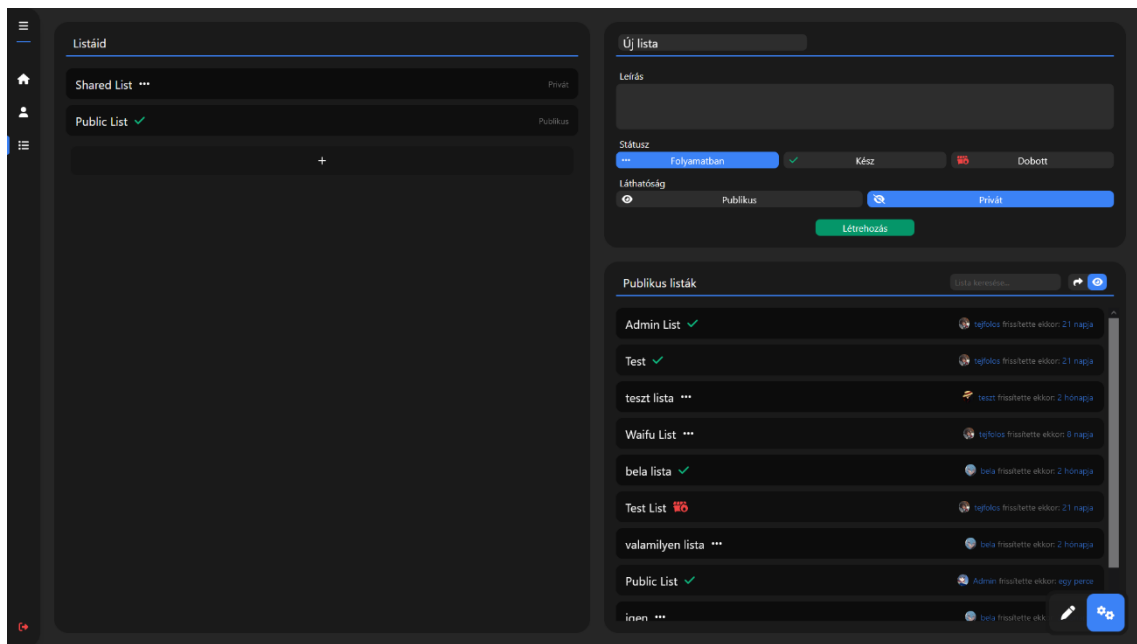 Listáid
Shared List
Privát
Public List
Publikus
+
Új lista
Leírás
Státusz
Folyamatban
Kész
Dobott
Láthatóság
Publikus
Privát
Létrehozás
Publikus listák
Lista keresése...
Admin List
tejfolos frissítette ekkor: 21 napja
Test
tejfolos frissítette ekkor: 21 napja
teszt lista
teszt frissítette ekkor: 2 hónapja
Waifu List
tejfolos frissítette ekkor: 8 napja
bela lista
bela frissítette ekkor: 2 hónapja
Test List
tejfolos frissítette ekkor: 21 napja
valamilyen lista
bela frissítette ekkor: 2 hónapja
Public List
Admin frissítette ekkor: egy perce
igen
bela frissítette ekk